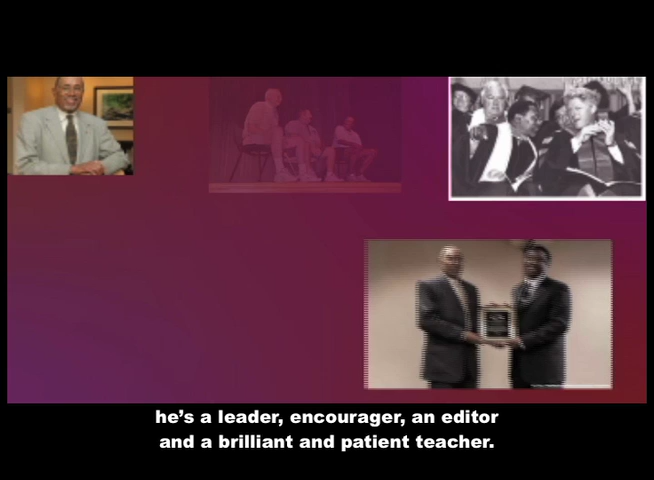 he's a leader, encourager, an editor
and a brilliant and patient teacher.